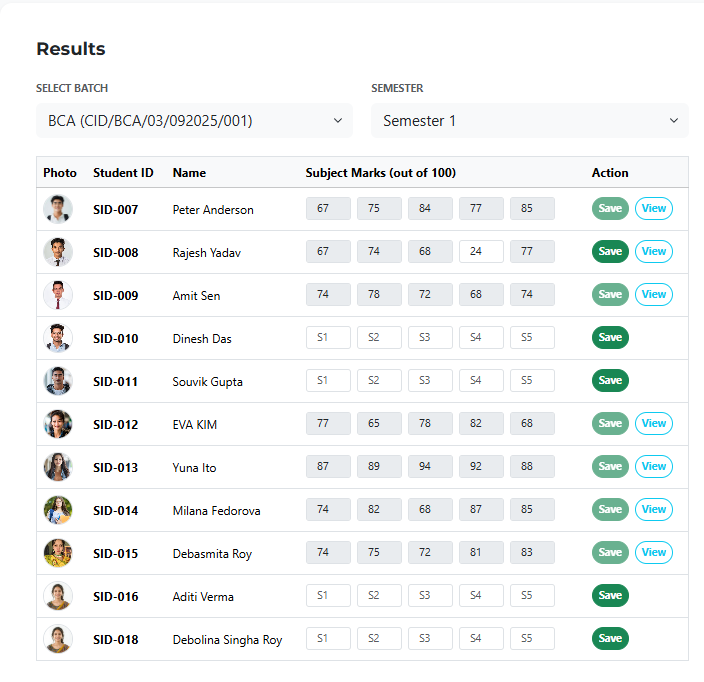 Results
SELECT BATCH SEMESTER
BCA (CID/BCA/03/092025/001) Semester 1
Photo Student ID Name Subject Marks (out of 100) Action
SID-007 Peter Anderson 67 75 84 77 85 Save View
SID-008 Rajesh Yadav 67 74 68 24 77 Save View
SID-009 Amit Sen 74 78 72 68 74 Save View
SID-010 Dinesh Das S1 S2 S3 S4 S5 Save
SID-011 Souvik Gupta S1 S2 S3 S4 S5 Save
SID-012 EVA KIM 77 65 78 82 68 Save View
SID-013 Yuna Ito 87 89 94 92 88 Save View
SID-014 Milana Fedorova 74 82 68 87 85 Save View
SID-015 Debasmita Roy 74 75 72 81 83 Save View
SID-016 Aditi Verma S1 S2 S3 S4 S5 Save
SID-018 Debolina Singha Roy S1 S2 S3 S4 S5 Save